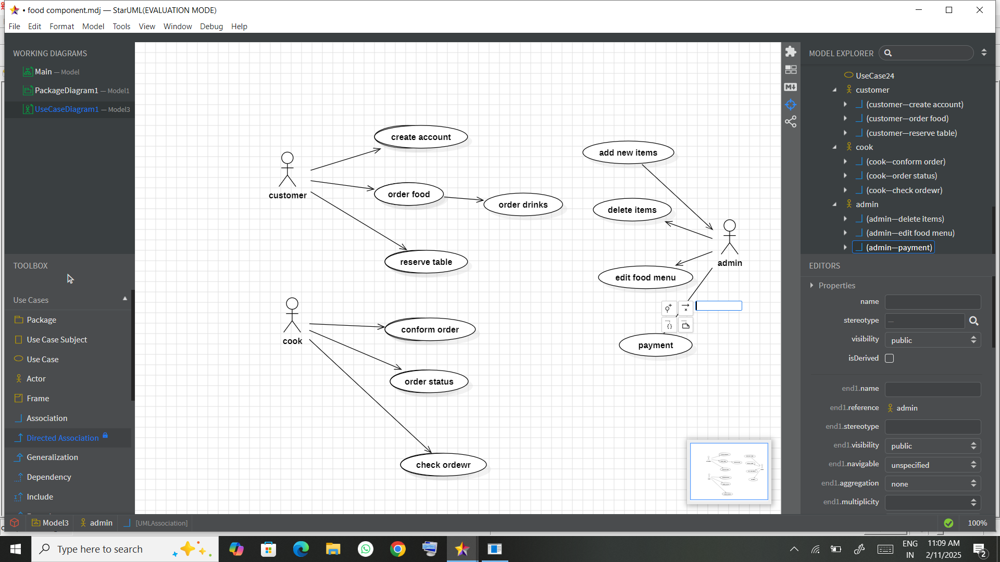 • food component.mdj — StarUML(EVALUATION MODE)
File Edit Format Model Tools View Window Debug Help
WORKING DIAGRAMS
Main — Model
PackageDiagram1 — Model1
UseCaseDiagram1 — Model3
TOOLBOX
Use Cases
Package
Use Case Subject
Use Case
Actor
Frame
Association
Directed Association
Generalization
Dependency
Include
create account
customer
order food
order drinks
reserve table
cook
conform order
order status
check ordewr
add new items
delete items
admin
edit food menu
payment
MODEL EXPLORER
UseCase24
customer
(customer—create account)
(customer—order food)
(customer—reserve table)
cook
(cook—conform order)
(cook—order status)
(cook—check ordewr)
admin
(admin—delete items)
(admin—edit food menu)
(admin—payment)
EDITORS
Properties
name
stereotype —
visibility public
isDerived
end1.name
end1.reference admin
end1.stereotype
end1.visibility public
end1.navigable unspecified
end1.aggregation none
end1.multiplicity
Model3 admin [UMLAssociation]
100%
Type here to search
ENG
IN
11:09 AM
2/11/2025
2